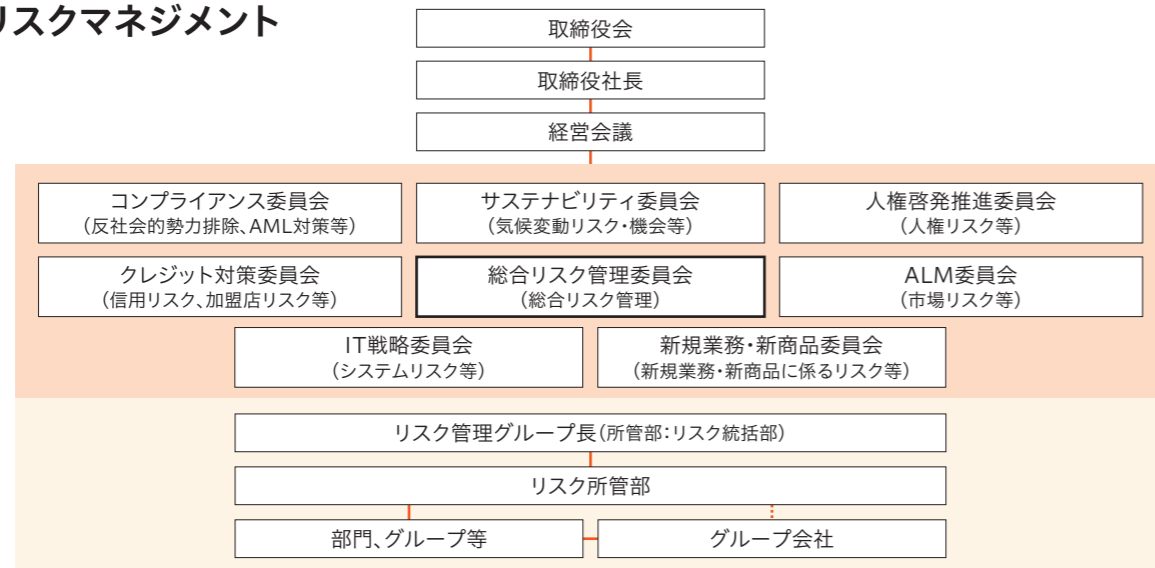 リスクマネジメント
取締役会
取締役社長
経営会議
コンプライアンス委員会
(反社会的勢力排除、AML対策等)
サステナビリティ委員会
(気候変動リスク・機会等)
人権啓発推進委員会
(人権リスク等)
クレジット対策委員会
(信用リスク、加盟店リスク等)
総合リスク管理委員会
(総合リスク管理)
ALM委員会
(市場リスク等)
IT戦略委員会
(システムリスク等)
新規業務・新商品委員会
(新規業務・新商品に係るリスク等)
リスク管理グループ長(所管部:リスク統括部)
リスク所管部
部門、グループ等
グループ会社